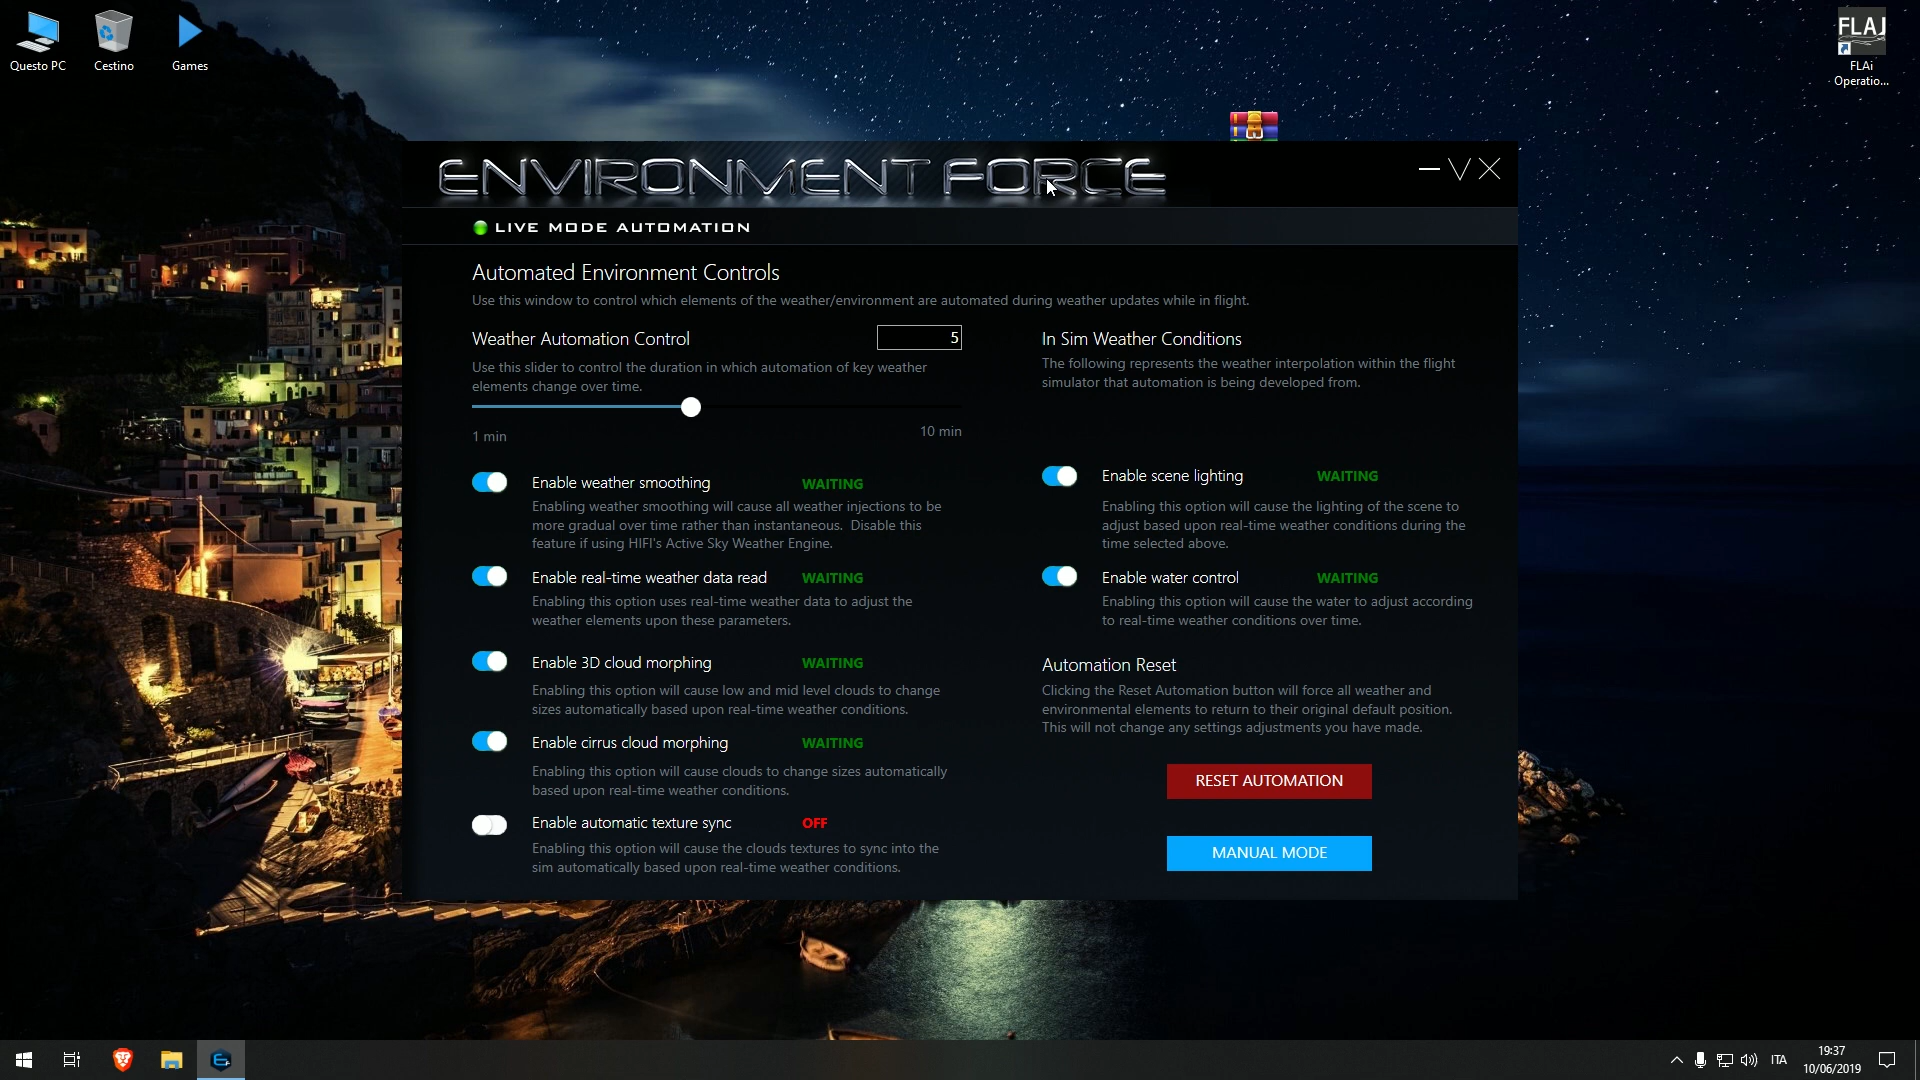 Questo PC
Cestino
Games
FLAi
FLAi
Operatio...
ENVIRONMENT FORCE
LIVE MODE AUTOMATION
Automated Environment Controls
Use this window to control which elements of the weather/environment are automated during weather updates while in flight.
Weather Automation Control
5
Use this slider to control the duration in which automation of key weather
elements change over time.
1 min
10 min
In Sim Weather Conditions
The following represents the weather interpolation within the flight
simulator that automation is being developed from.
Enable weather smoothing
WAITING
Enabling weather smoothing will cause all weather injections to be
more gradual over time rather than instantaneous.  Disable this
feature if using HIFI's Active Sky Weather Engine.
Enable real-time weather data read
WAITING
Enabling this option uses real-time weather data to adjust the
weather elements upon these parameters.
Enable 3D cloud morphing
WAITING
Enabling this option will cause low and mid level clouds to change
sizes automatically based upon real-time weather conditions.
Enable cirrus cloud morphing
WAITING
Enabling this option will cause clouds to change sizes automatically
based upon real-time weather conditions.
Enable automatic texture sync
OFF
Enabling this option will cause the clouds textures to sync into the
sim automatically based upon real-time weather conditions.
Enable scene lighting
WAITING
Enabling this option will cause the lighting of the scene to
adjust based upon real-time weather conditions during the
time selected above.
Enable water control
WAITING
Enabling this option will cause the water to adjust according
to real-time weather conditions over time.
Automation Reset
Clicking the Reset Automation button will force all weather and
environmental elements to return to their original default position.
This will not change any settings adjustments you have made.
RESET AUTOMATION
MANUAL MODE
ITA
19:37
10/06/2019